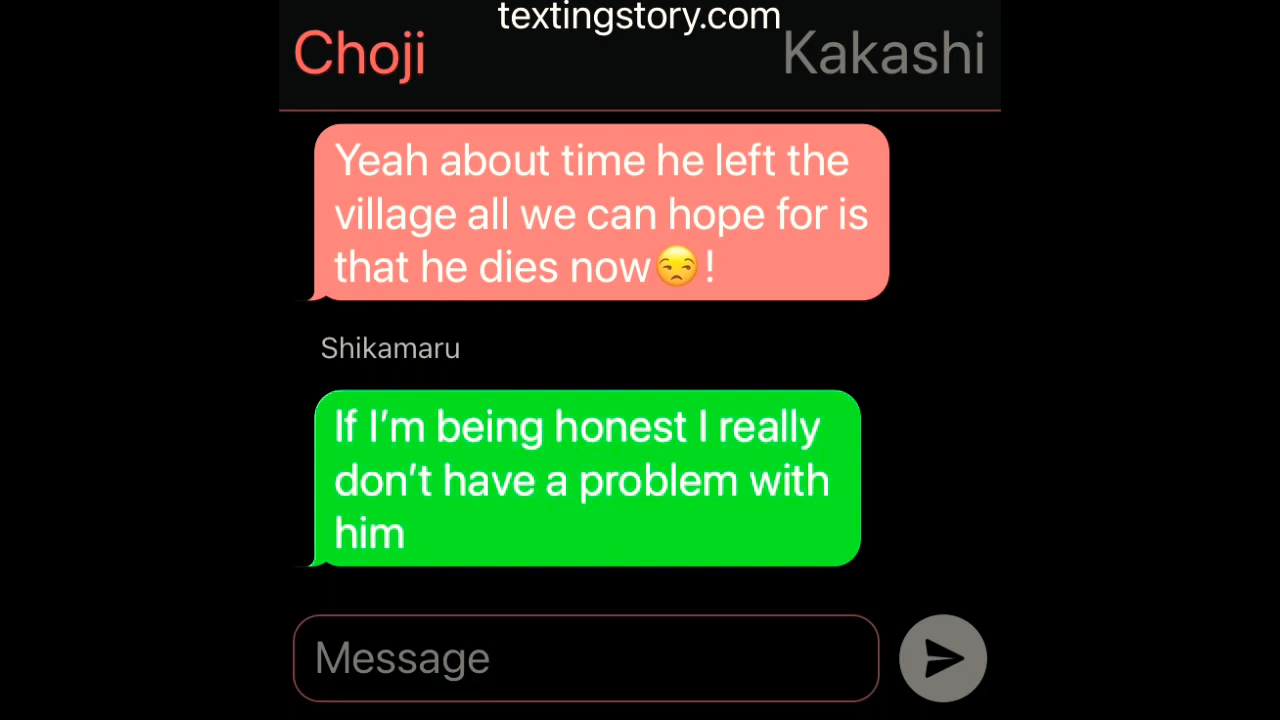 textingstory.com
Choji
Kakashi
Yeah about time he left the
village all we can hope for is
that he dies now😒!
Shikamaru
If I’m being honest I really
don’t have a problem with
him
Message